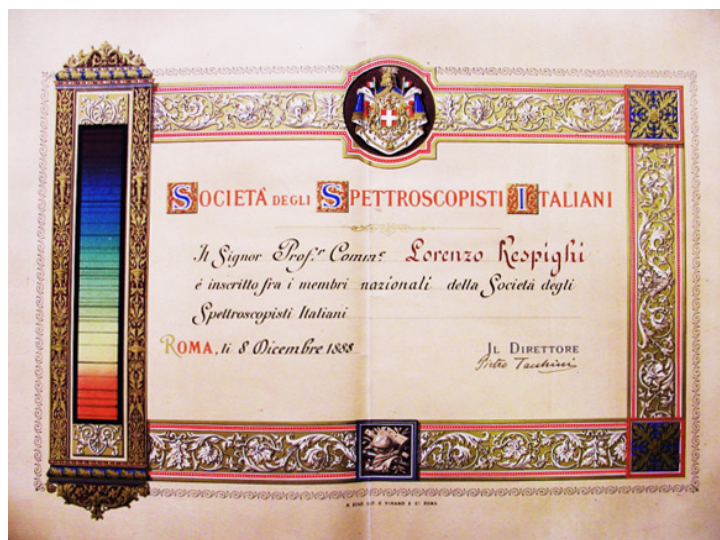 SOCIETÀ DEGLI SPETTROSCOPISTI ITALIANI
Il Signor Prof.r Comm.e Lorenzo Respighi
è inscritto fra i membri nazionali della Società degli
Spettroscopisti Italiani
ROMA, li 8 Dicembre 1888
IL DIRETTORE
Pietro Tacchini